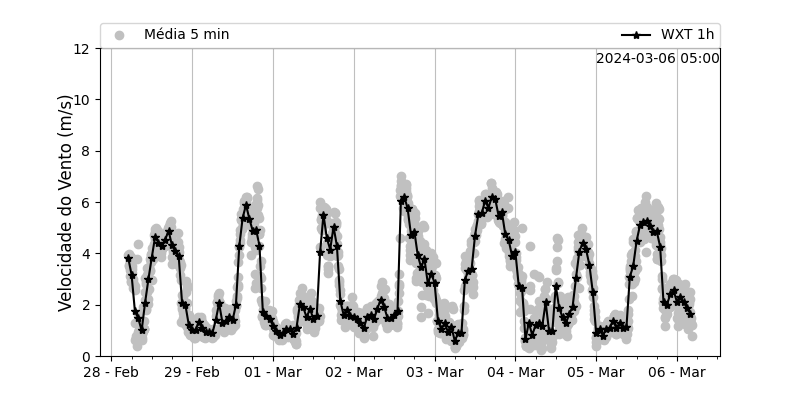 Média 5 min WXT 1h
2024-03-06 05:00
Velocidade do Vento (m/s)
12
10
8
6
4
2
0
28 - Feb 29 - Feb 01 - Mar 02 - Mar 03 - Mar 04 - Mar 05 - Mar 06 - Mar